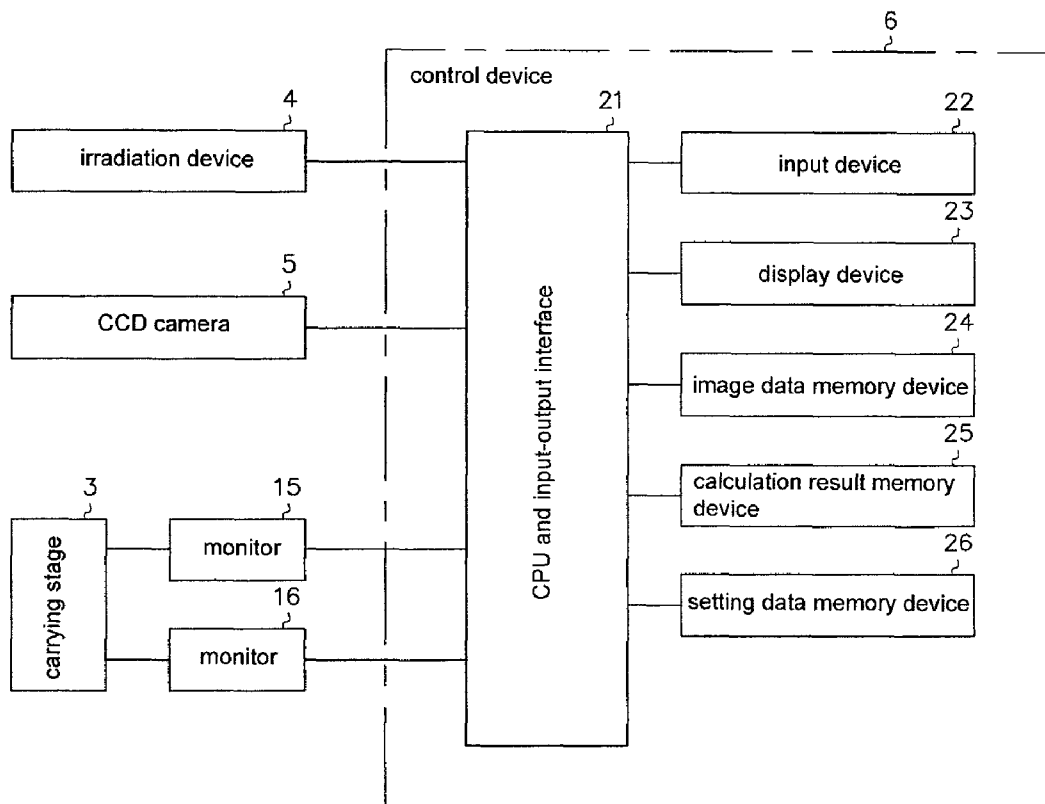 6
control device
4
irradiation device
21
22
input device
23
display device
5
CCD camera
CPU and input-output interface
24
image data memory device
25
calculation result memory
device
3
carrying stage
15
monitor
16
monitor
26
setting data memory device